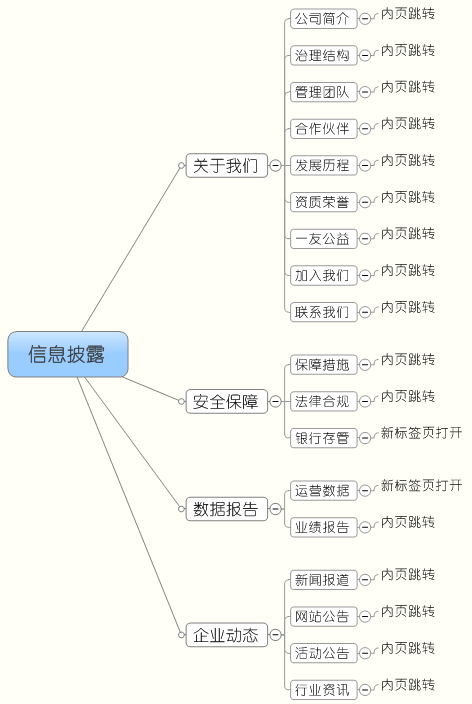 信息披露
关于我们
公司简介 内页跳转
治理结构 内页跳转
管理团队 内页跳转
合作伙伴 内页跳转
发展历程 内页跳转
资质荣誉 内页跳转
一友公益 内页跳转
加入我们 内页跳转
联系我们 内页跳转
安全保障
保障措施 内页跳转
法律合规 内页跳转
银行存管 新标签页打开
数据报告
运营数据 新标签页打开
业绩报告 内页跳转
企业动态
新闻报道 内页跳转
网站公告 内页跳转
活动公告 内页跳转
行业资讯 内页跳转